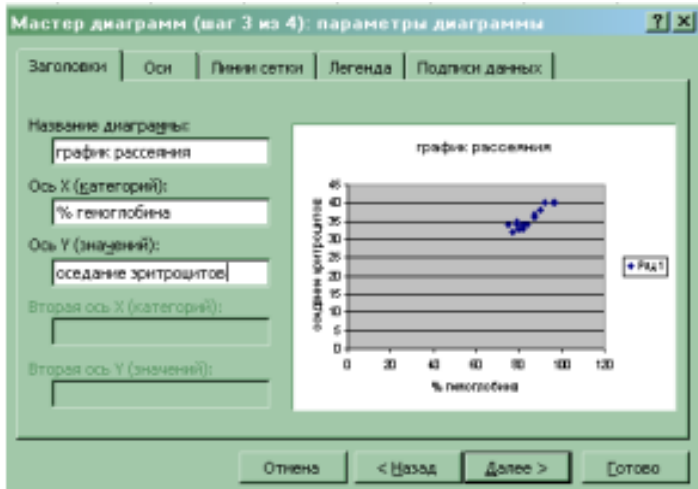 Мастер диаграмм (шаг 3 из 4): параметры диаграммы
Заголовки Оси Линии сетки Легенда Подписи данных
Название диаграммы:
график рассеяния
Ось X (категорий):
% гемоглобина
Ось Y (значений):
оседание эритроцитов
Вторая ось X (категорий):
Вторая ось Y (значений):
график рассеяния
оседание эритроцитов
45
40
35
30
25
20
15
10
5
0
0 20 40 60 80 100 120
% гемоглобина
Ряд1
Отмена < Назад Далее > Готово